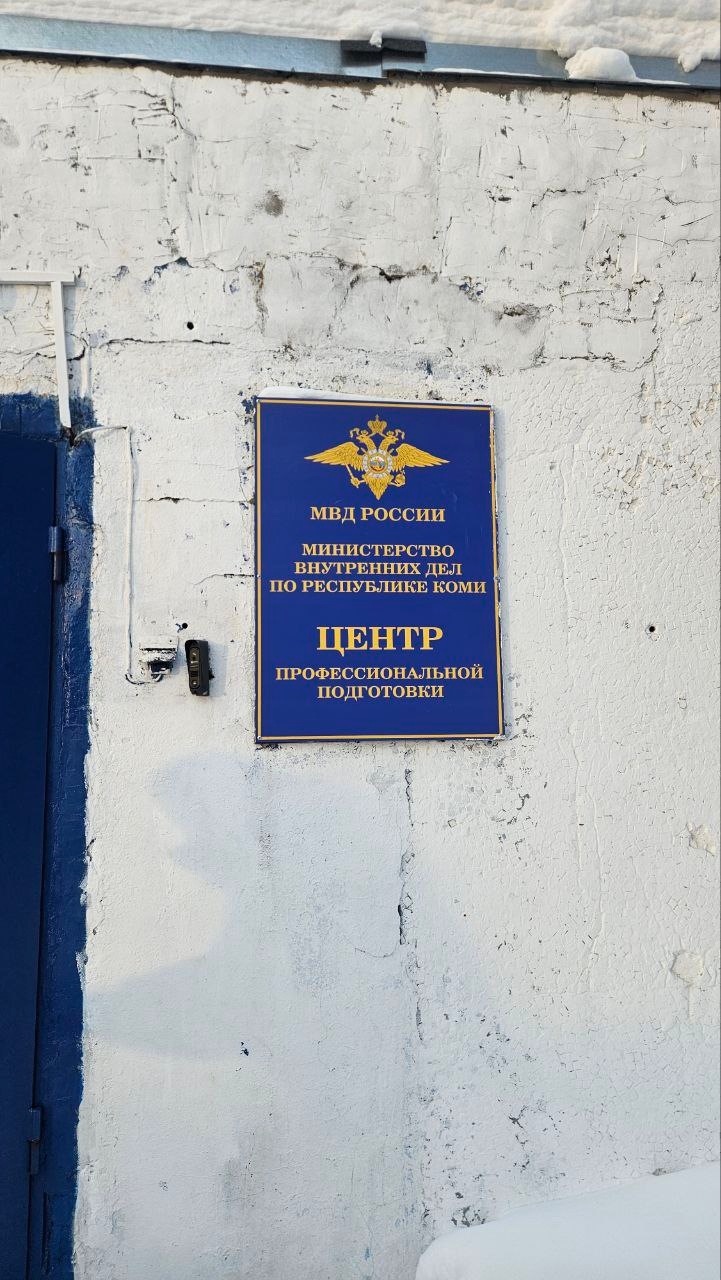 МВД РОССИИ
МИНИСТЕРСТВО
ВНУТРЕННИХ ДЕЛ
ПО РЕСПУБЛИКЕ КОМИ
ЦЕНТР
ПРОФЕССИОНАЛЬНОЙ
ПОДГОТОВКИ